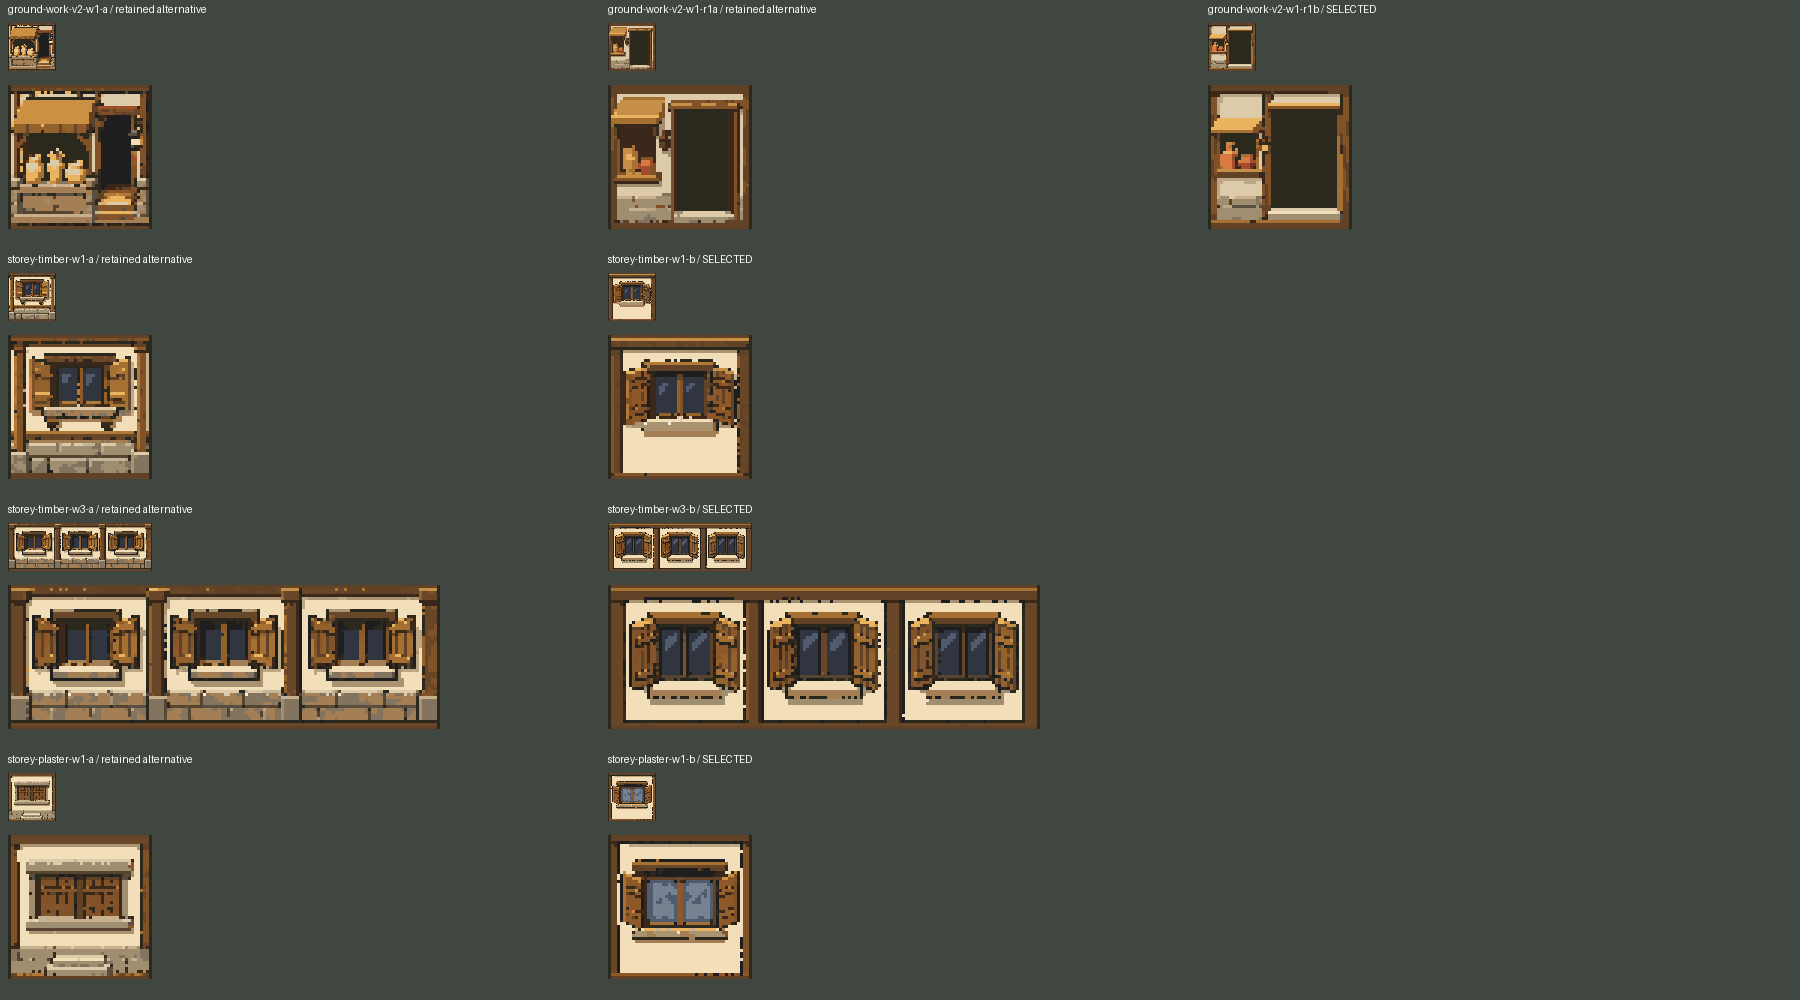 ground-work-v2-w1-a / retained alternative
ground-work-v2-w1-r1a / retained alternative
ground-work-v2-w1-r1b / SELECTED
storey-timber-w1-a / retained alternative
storey-timber-w1-b / SELECTED
storey-timber-w3-a / retained alternative
storey-timber-w3-b / SELECTED
storey-plaster-w1-a / retained alternative
storey-plaster-w1-b / SELECTED